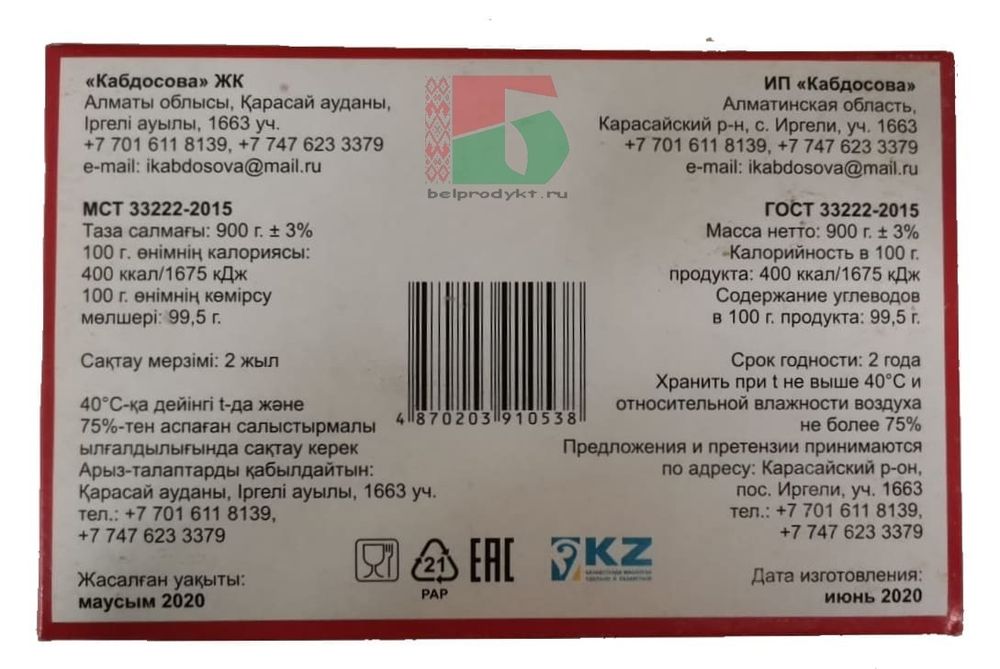 «Кабдосова» ЖК
Алматы облысы, Қарасай ауданы,
Іргелі ауылы, 1663 уч.
+7 701 611 8139, +7 747 623 3379
e-mail: ikabdosova@mail.ru
МСТ 33222-2015
Таза салмағы: 900 г. ± 3%
100 г. өнімнің калориясы:
400 ккал/1675 кДж
100 г. өнімнің көмірсу
мөлшері: 99,5 г.
Сақтау мерзімі: 2 жыл
40°С-қа дейінгі t-да және
75%-тен аспаған салыстырмалы
ылғалдылығында сақтау керек
Арыз-талаптарды қабылдайтын:
Қарасай ауданы, Іргелі ауылы, 1663 уч.
тел.: +7 701 611 8139,
+7 747 623 3379
Жасалған уақыты:
маусым 2020
belprodykt.ru
4 870203 910538
21
PAP
EAC
KZ
ҚАЗАҚСТАНДА ЖАСАЛҒАН
СДЕЛАНО В КАЗАХСТАНЕ
ИП «Кабдосова»
Алматинская область,
Карасайский р-н, с. Иргели, уч. 1663
+7 701 611 8139, +7 747 623 3379
e-mail: ikabdosova@mail.ru
ГОСТ 33222-2015
Масса нетто: 900 г. ± 3%
Калорийность в 100 г.
продукта: 400 ккал/1675 кДж
Содержание углеводов
в 100 г. продукта: 99,5 г.
Срок годности: 2 года
Хранить при t не выше 40°С и
относительной влажности воздуха
не более 75%
Предложения и претензии принимаются
по адресу: Карасайский р-он,
пос. Иргели, уч. 1663
тел.: +7 701 611 8139,
+7 747 623 3379
Дата изготовления:
июнь 2020